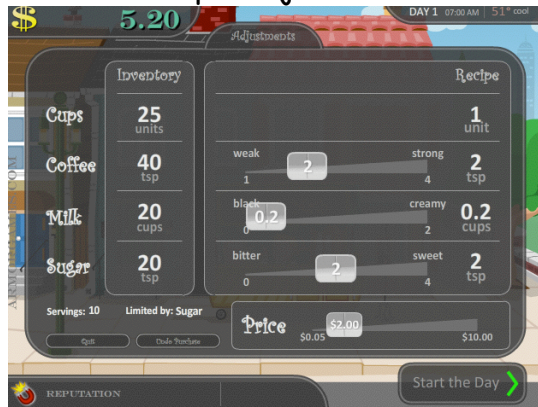 $ 5.20
DAY 1 07:00 AM 51° cool
Adjustments
Inventory Recipe
Cups 25 units 1 unit
Coffee 40 tsp weak 1 2 strong 4 2 tsp
Milk 20 cups black 0 0.2 creamy 2 0.2 cups
Sugar 20 tsp bitter 0 2 sweet 4 2 tsp
Servings: 10 Limited by: Sugar
Quit Undo Purchase
Price $0.05 $2.00 $10.00
Start the Day
REPUTATION